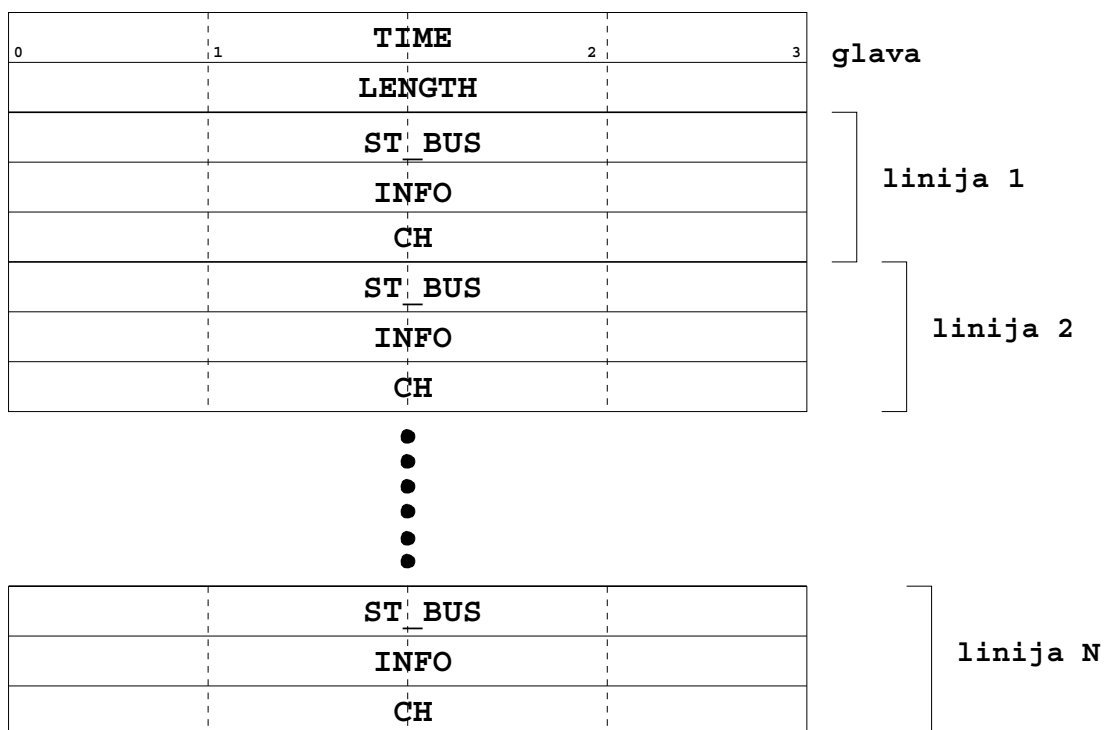 TIME
0 1 2 3
glava
LENGTH
ST_BUS
INFO
linija 1
CH
ST_BUS
INFO
linija 2
CH
ST_BUS
INFO
linija N
CH